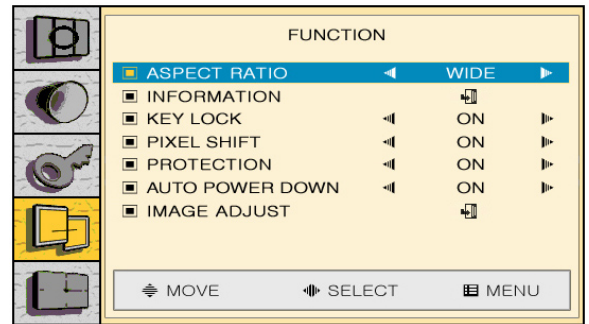 FUNCTION
ASPECT RATIO WIDE
INFORMATION
KEY LOCK ON
PIXEL SHIFT ON
PROTECTION ON
AUTO POWER DOWN ON
IMAGE ADJUST
MOVE SELECT MENU